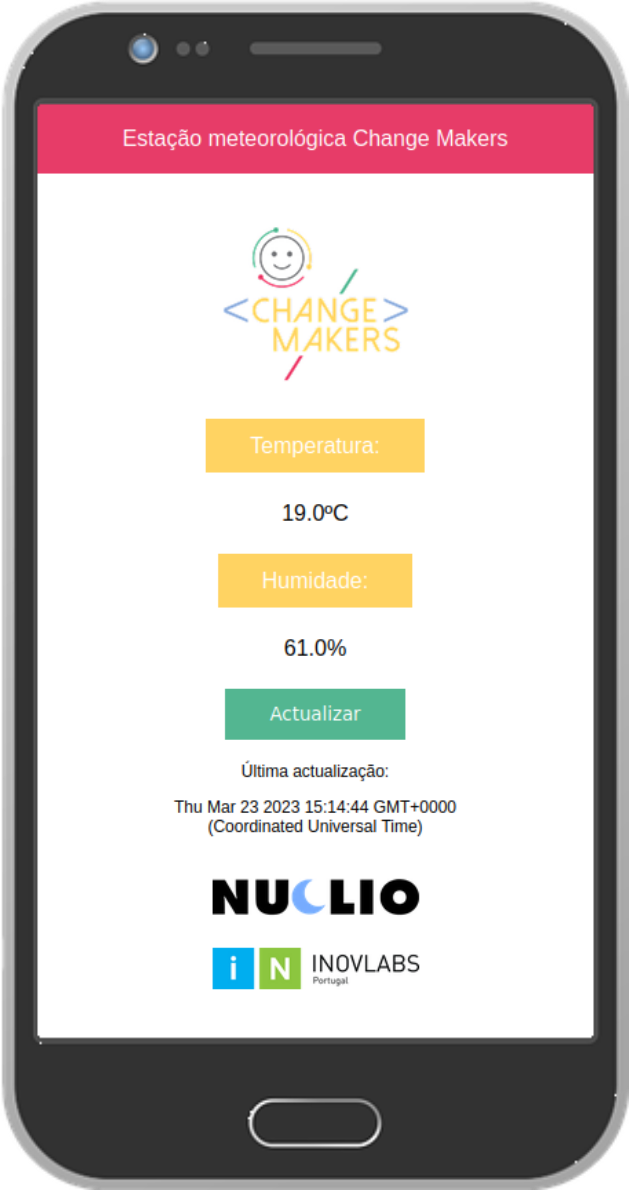 Estação meteorológica Change Makers
<CHANGE>
MAKERS
Temperatura:
19.0ºC
Humidade:
61.0%
Actualizar
Última actualização:
Thu Mar 23 2023 15:14:44 GMT+0000
(Coordinated Universal Time)
NUCLIO
iN INOVLABS
Portugal